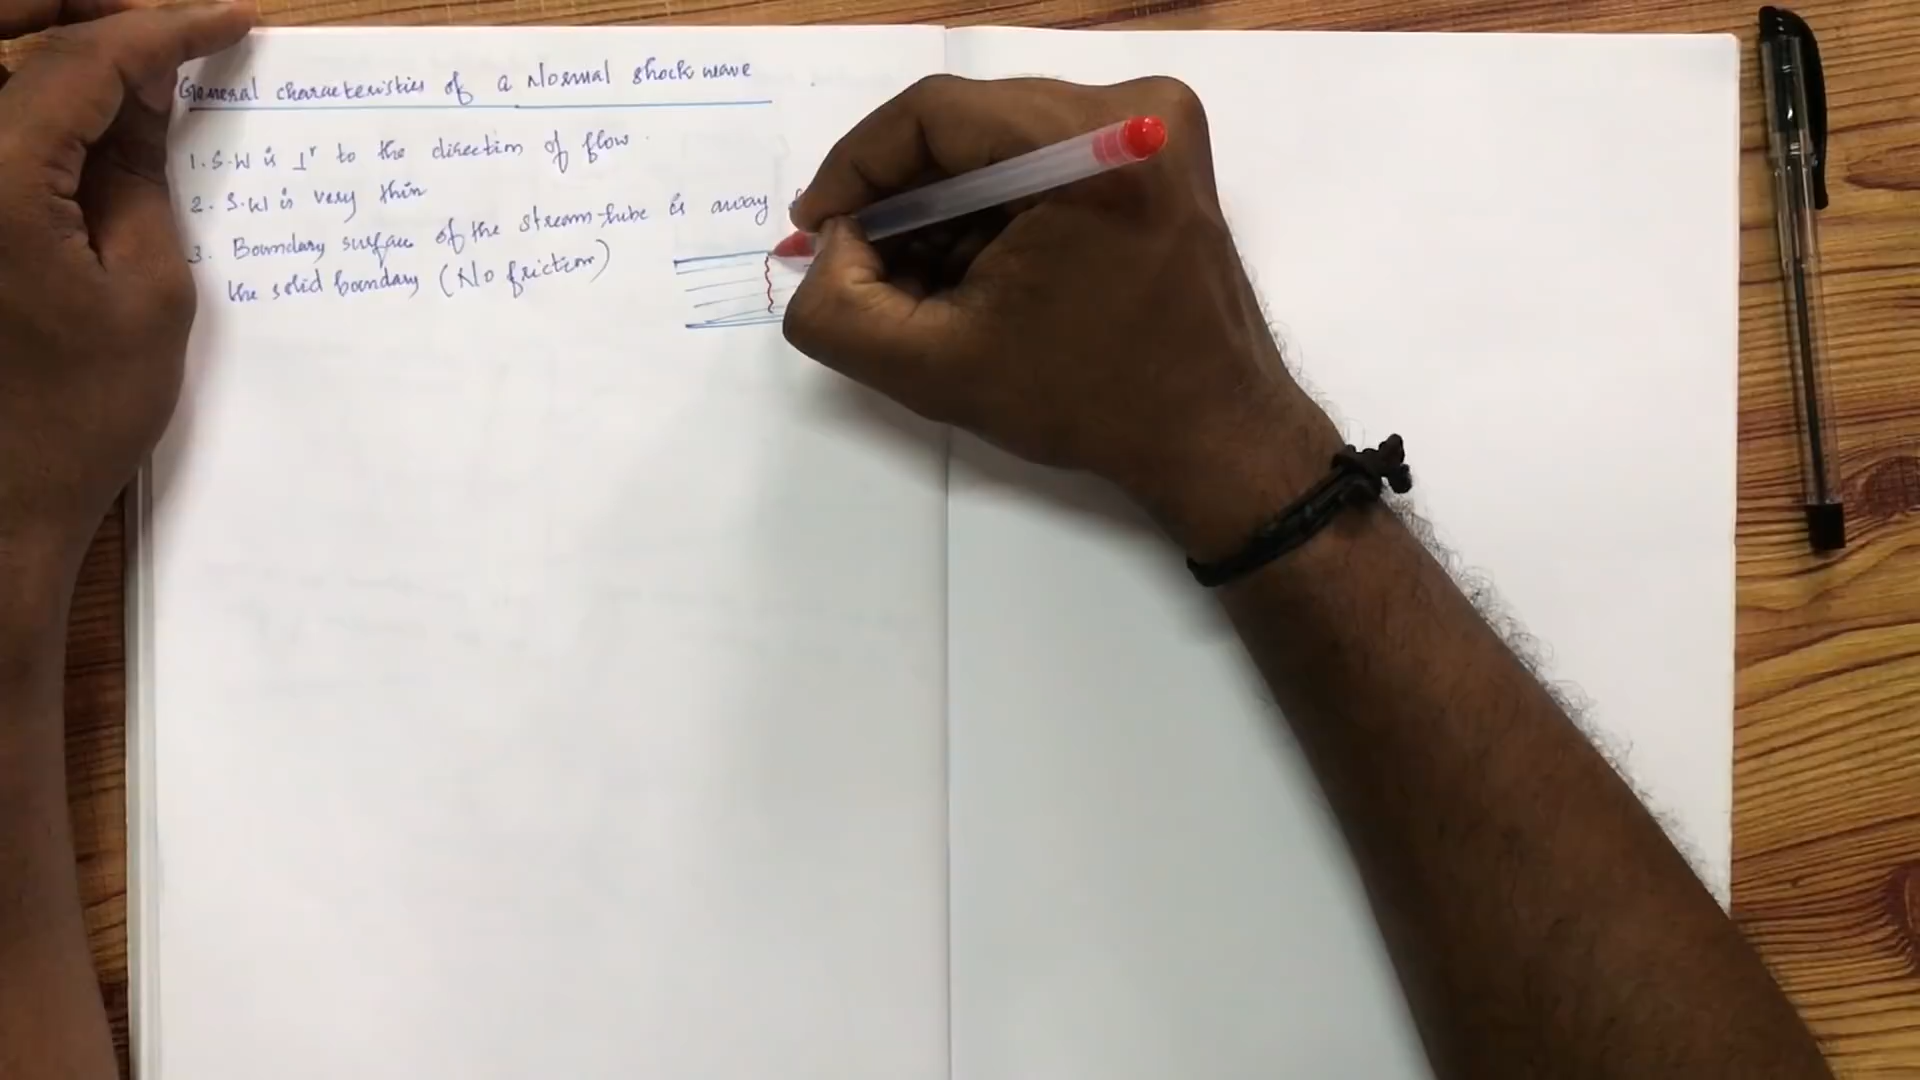 General characteristics of a Normal shock wave
1. S.W is ⊥r to the direction of flow.
2. S.W is very thin
3. Boundary surface of the stream-tube is away
the solid boundary (No friction)